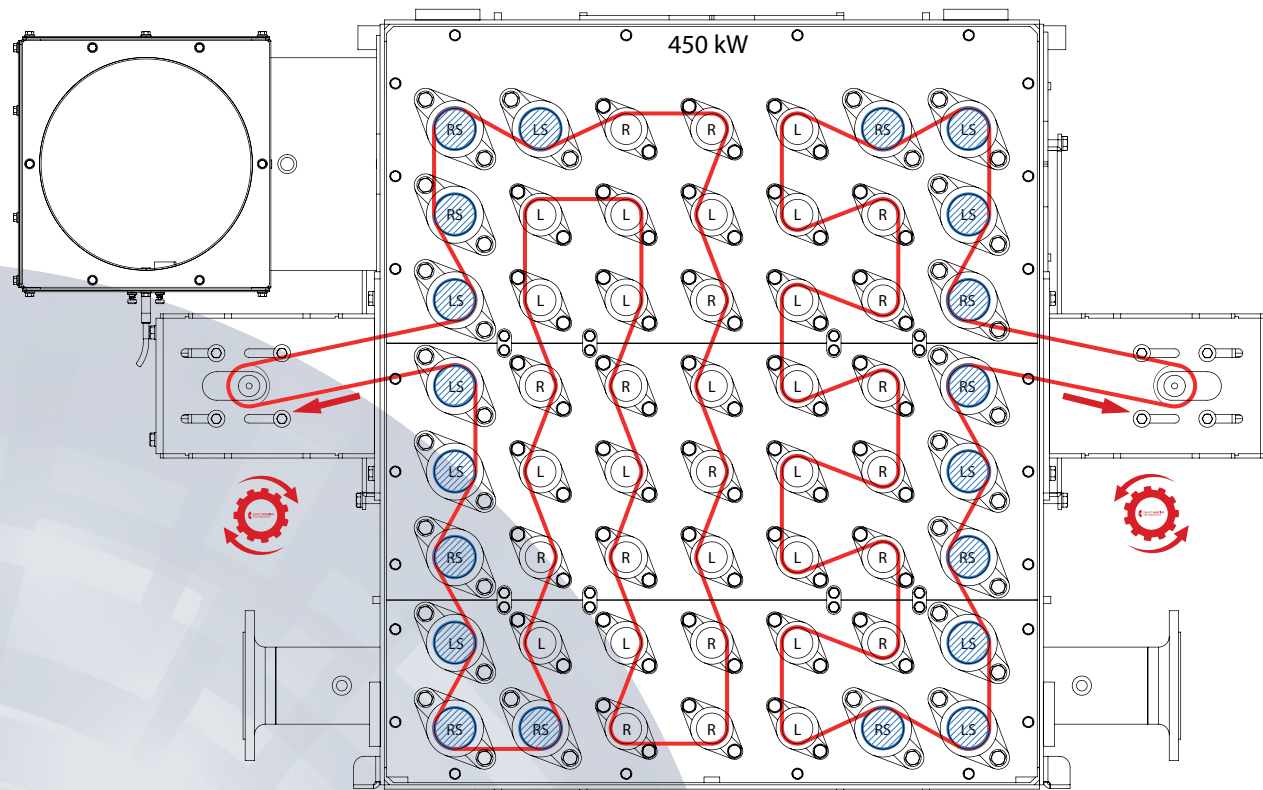 450 kW
RS LS R R L RS LS
RS L L L L R LS
LS L L R L R RS
LS R R L L R RS
LS L L R L R LS
RS R R L L R RS
LS L L R L R LS
RS RS R R L RS LS